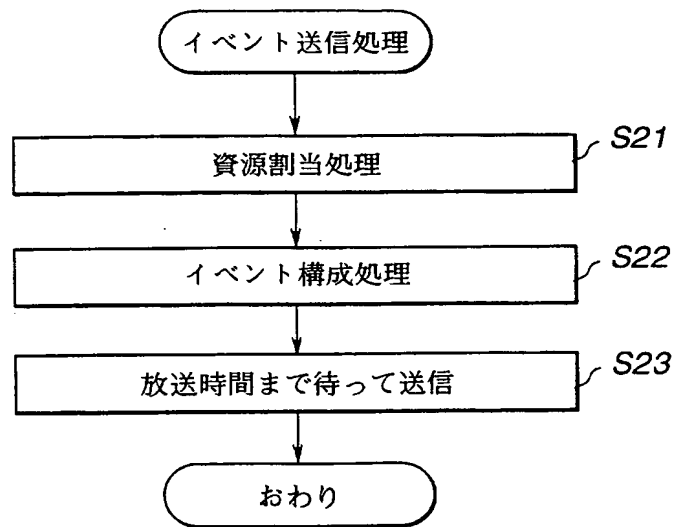 イベント送信処理
資源割当処理
S21
イベント構成処理
S22
放送時間まで待って送信
S23
おわり